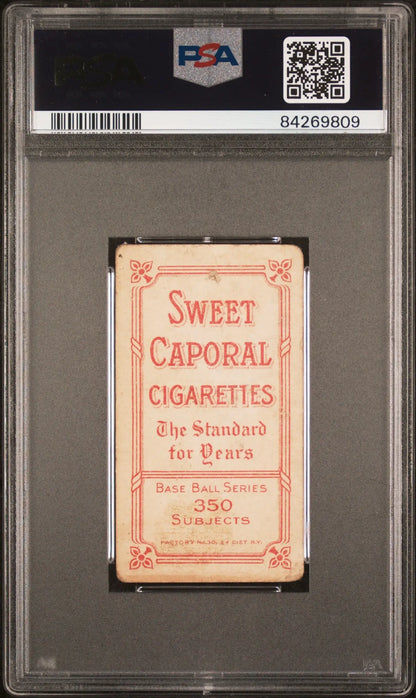 PSA
84269809
SWEET
CAPORAL
CIGARETTES
The Standard
for Years
BASE BALL SERIES
350
SUBJECTS
FACTORY No. 30, 2d DIST. N.Y.